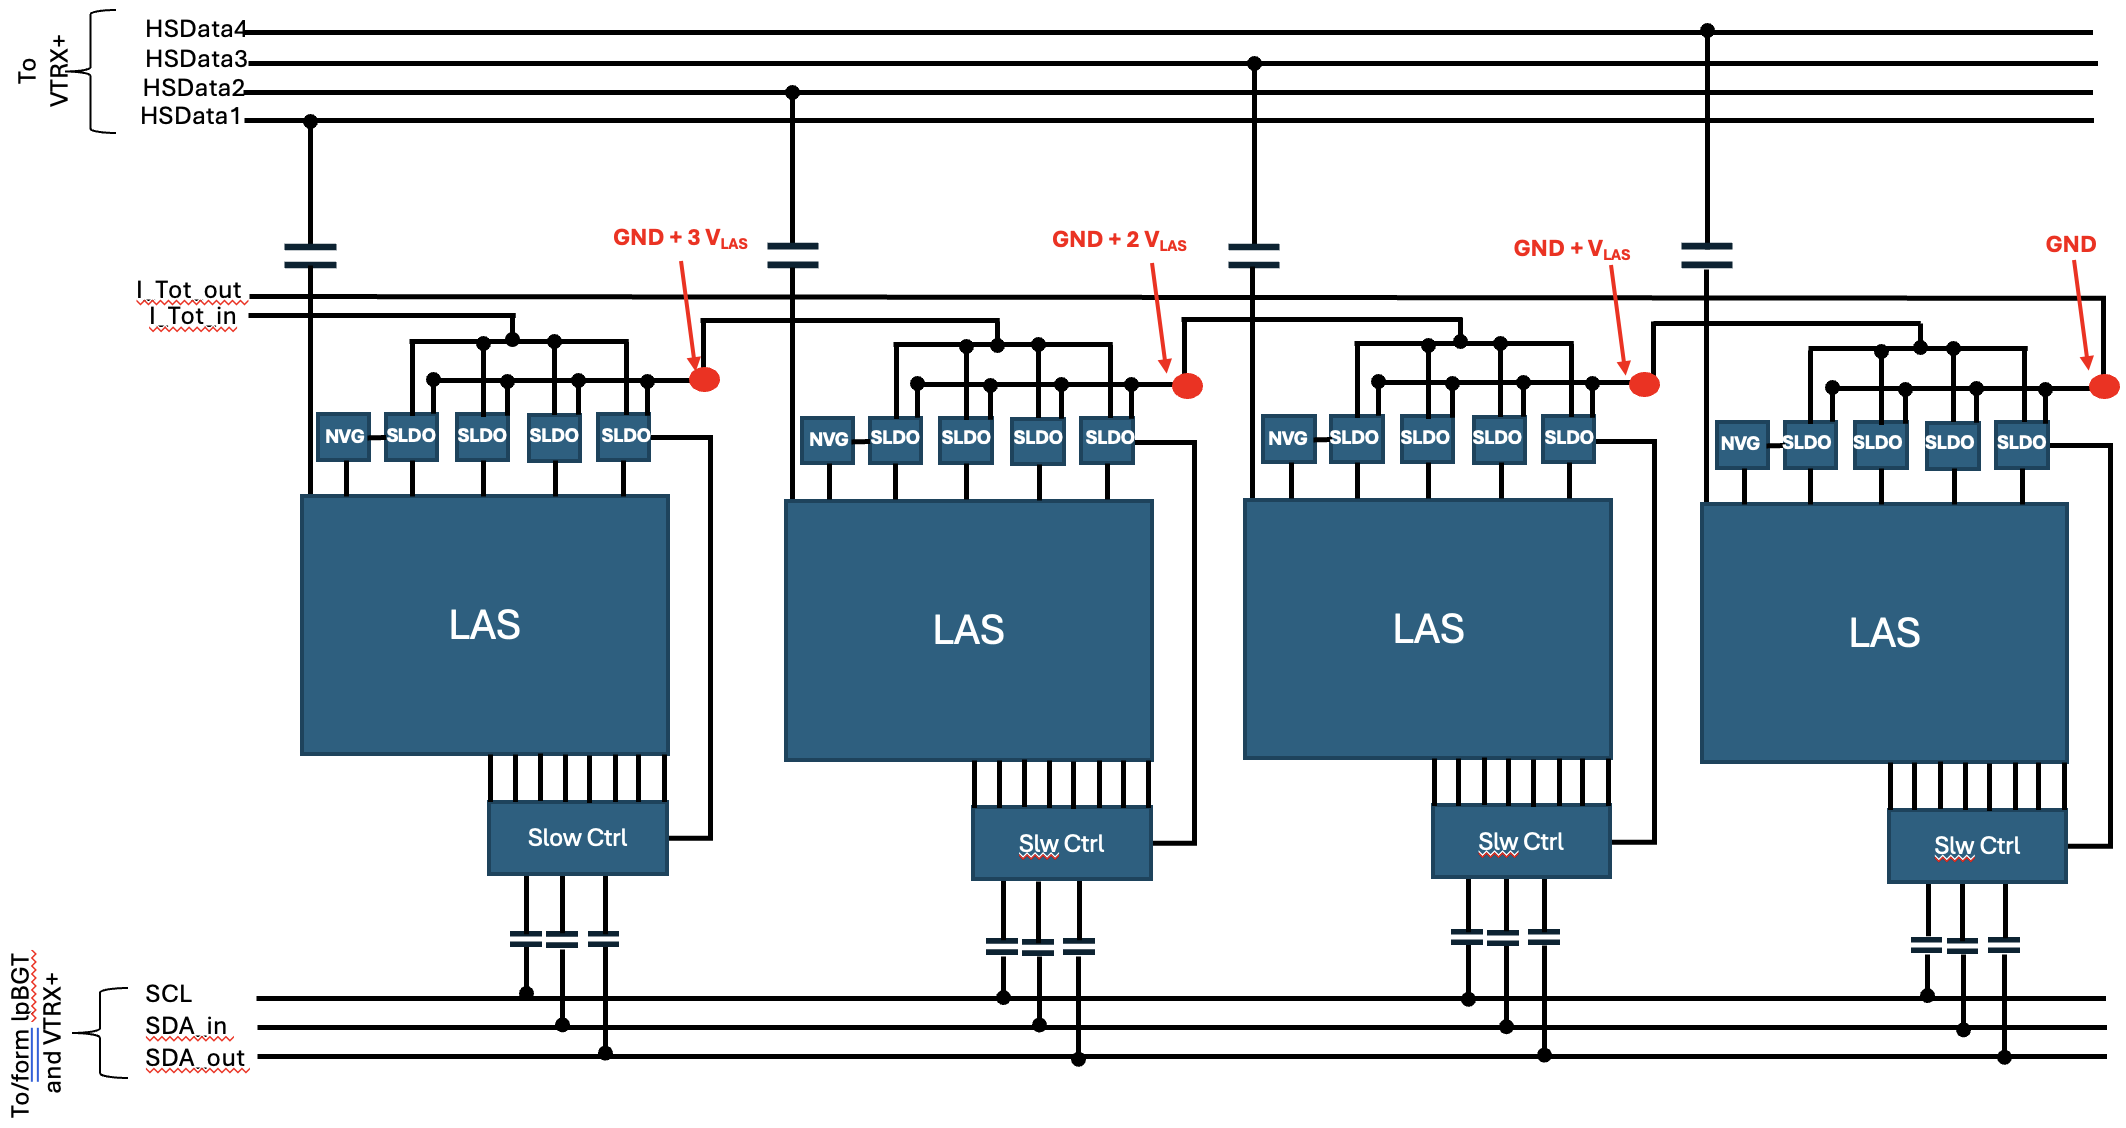 HSData4
HSData3
HSData2
HSData1
To
VTRX+
GND + 3 VLAS
GND + 2 VLAS
GND + VLAS
GND
I_Tot_out
I_Tot_in
NVG SLDO SLDO SLDO SLDO
NVG SLDO SLDO SLDO SLDO
NVG SLDO SLDO SLDO SLDO
NVG SLDO SLDO SLDO SLDO
LAS
LAS
LAS
LAS
Slow Ctrl
Slw Ctrl
Slw Ctrl
Slw Ctrl
To/form lpBGT
and VTRX+
SCL
SDA_in
SDA_out